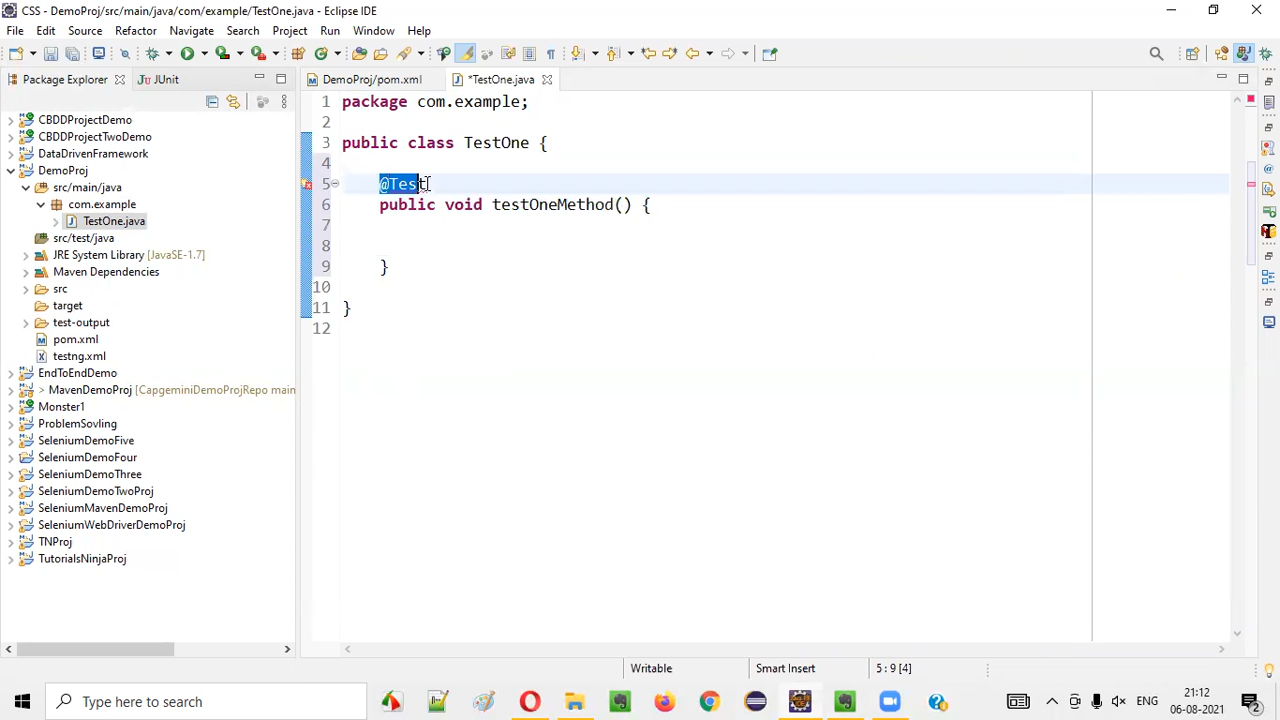 CSS - DemoProj/src/main/java/com/example/TestOne.java - Eclipse IDE
File Edit Source Refactor Navigate Search Project Run Window Help
Package Explorer JUnit DemoProj/pom.xml *TestOne.java
CBDDProjectDemo
CBDDProjectTwoDemo
DataDrivenFramework
DemoProj
src/main/java
com.example
TestOne.java
src/test/java
JRE System Library [JavaSE-1.7]
Maven Dependencies
src
target
test-output
pom.xml
testng.xml
EndToEndDemo
> MavenDemoProj [CapgeminiDemoProjRepo main
Monster1
ProblemSovling
SeleniumDemoFive
SeleniumDemoFour
SeleniumDemoThree
SeleniumDemoTwoProj
SeleniumMavenDemoProj
SeleniumWebDriverDemoProj
TNProj
TutorialsNinjaProj
1 package com.example;
2
3 public class TestOne {
4
5 @Test
6 public void testOneMethod() {
7
8
9 }
10
11 }
12
Writable Smart Insert 5 : 9 [4]
Type here to search ENG 21:12
06-08-2021 2